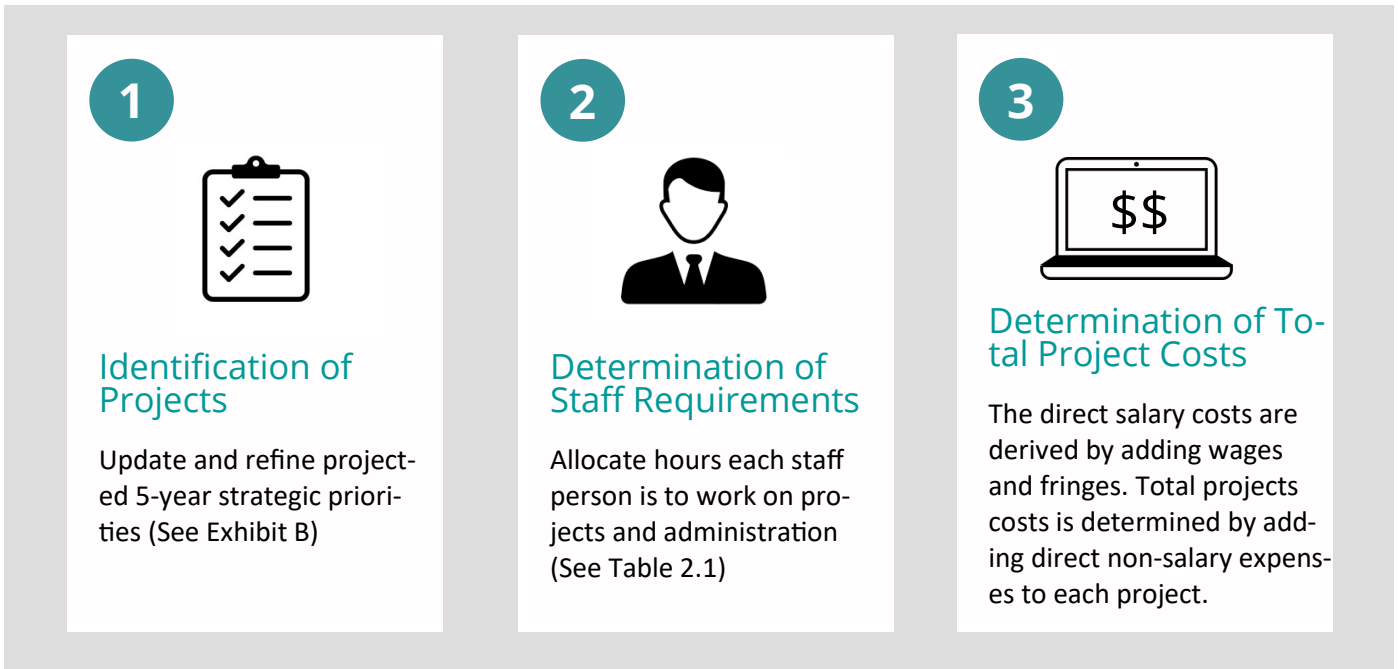 1
Identification of
Projects
Update and refine project-
ed 5-year strategic priori-
ties (See Exhibit B)
2
Determination of
Staff Requirements
Allocate hours each staff
person is to work on pro-
jects and administration
(See Table 2.1)
3
$$
Determination of To-
tal Project Costs
The direct salary costs are
derived by adding wages
and fringes. Total projects
costs is determined by add-
ing direct non-salary expens-
es to each project.